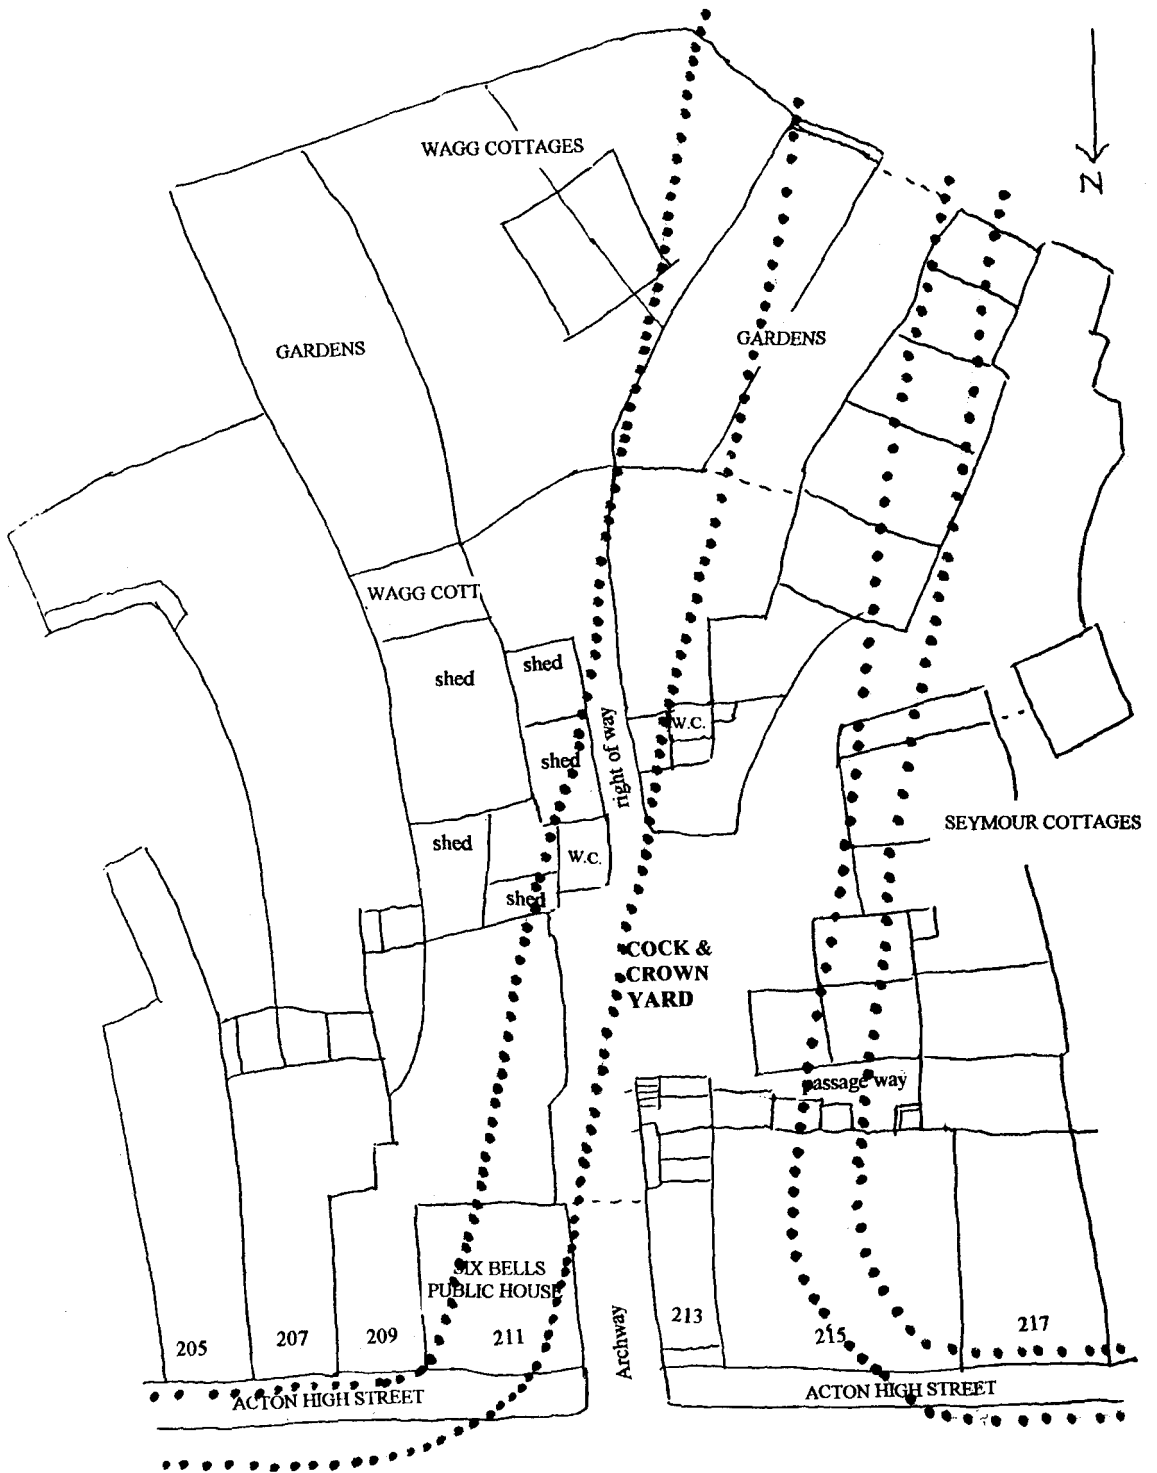 WAGG COTTAGES
N
GARDENS
GARDENS
WAGG COTT
shed
shed
right of way
W.C.
shed
shed
W.C.
SEYMOUR COTTAGES
shed
COCK &
CROWN
YARD
passage way
SIX BELLS
PUBLIC HOUSE
205
207
209
211
Archway
213
215
217
ACTON HIGH STREET
ACTON HIGH STREET